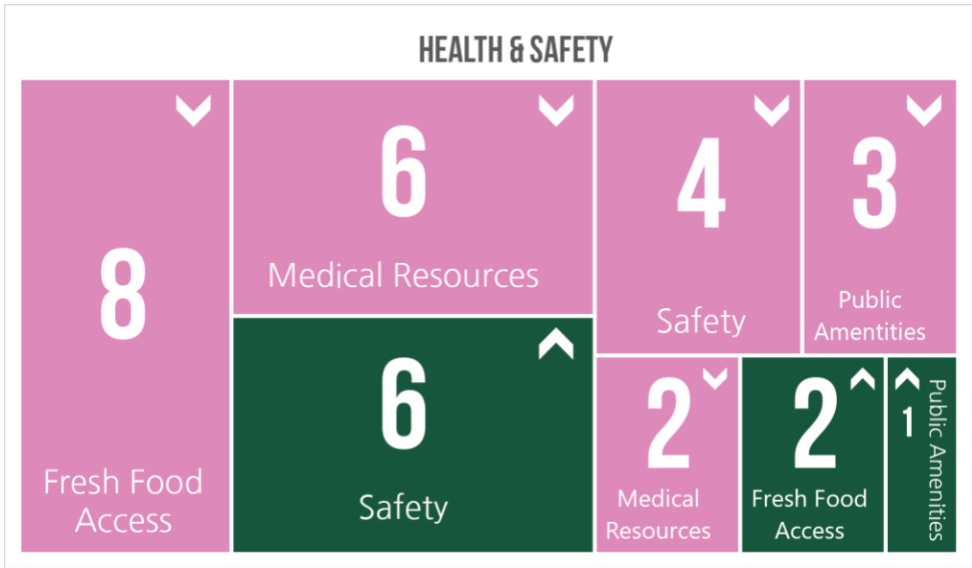 HEALTH & SAFETY
8
Fresh Food
Access
6
Medical Resources
6
Safety
4
Safety
3
Public
Amentities
2
Medical
Resources
2
Fresh Food
Access
1
Public Amenities